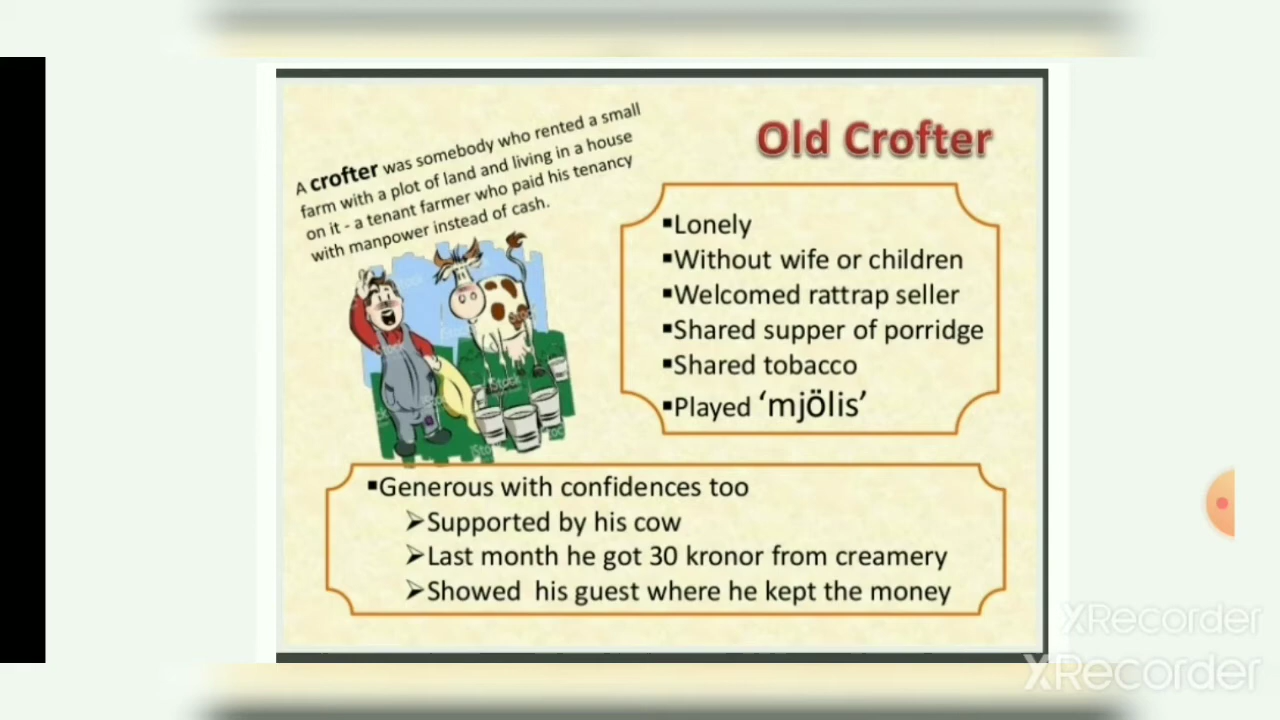 Old Crofter
A crofter was somebody who rented a small
farm with a plot of land and living in a house
on it - a tenant farmer who paid his tenancy
with manpower instead of cash.
▪Lonely
▪Without wife or children
▪Welcomed rattrap seller
▪Shared supper of porridge
▪Shared tobacco
▪Played ‘mjölis’
▪Generous with confidences too
➢Supported by his cow
➢Last month he got 30 kronor from creamery
➢Showed his guest where he kept the money
iStock
XRecorder
XRecorder